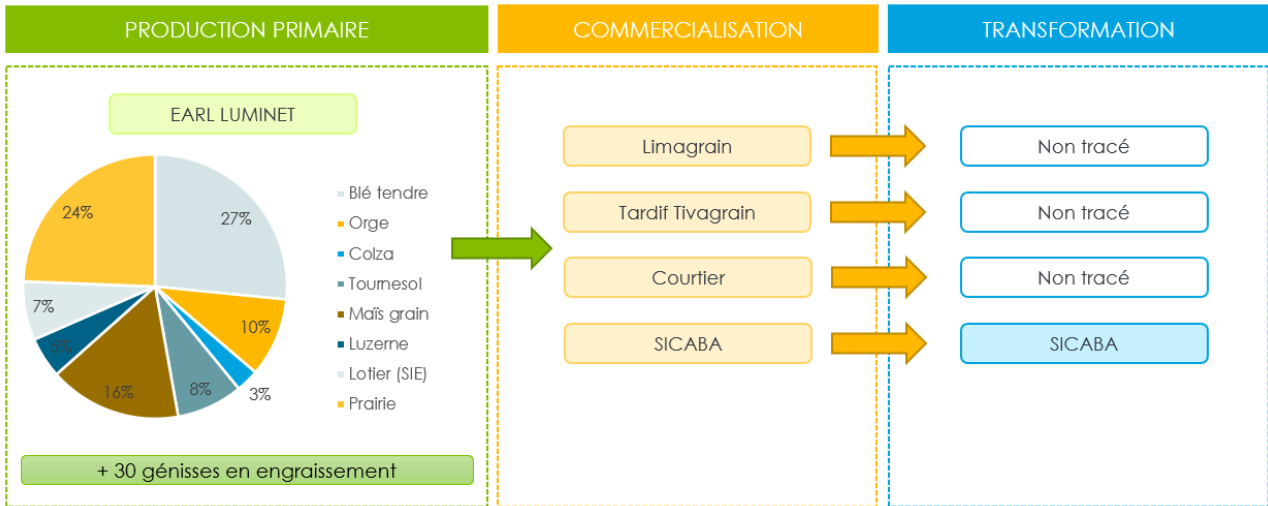 PRODUCTION PRIMAIRE
COMMERCIALISATION
TRANSFORMATION
EARL LUMINET
27%
10%
3%
8%
16%
5%
7%
24%
Blé tendre
Orge
Colza
Tournesol
Maïs grain
Luzerne
Lotier (SIE)
Prairie
+ 30 génisses en engraissement
Limagrain
Tardif Tivagrain
Courtier
SICABA
Non tracé
Non tracé
Non tracé
SICABA